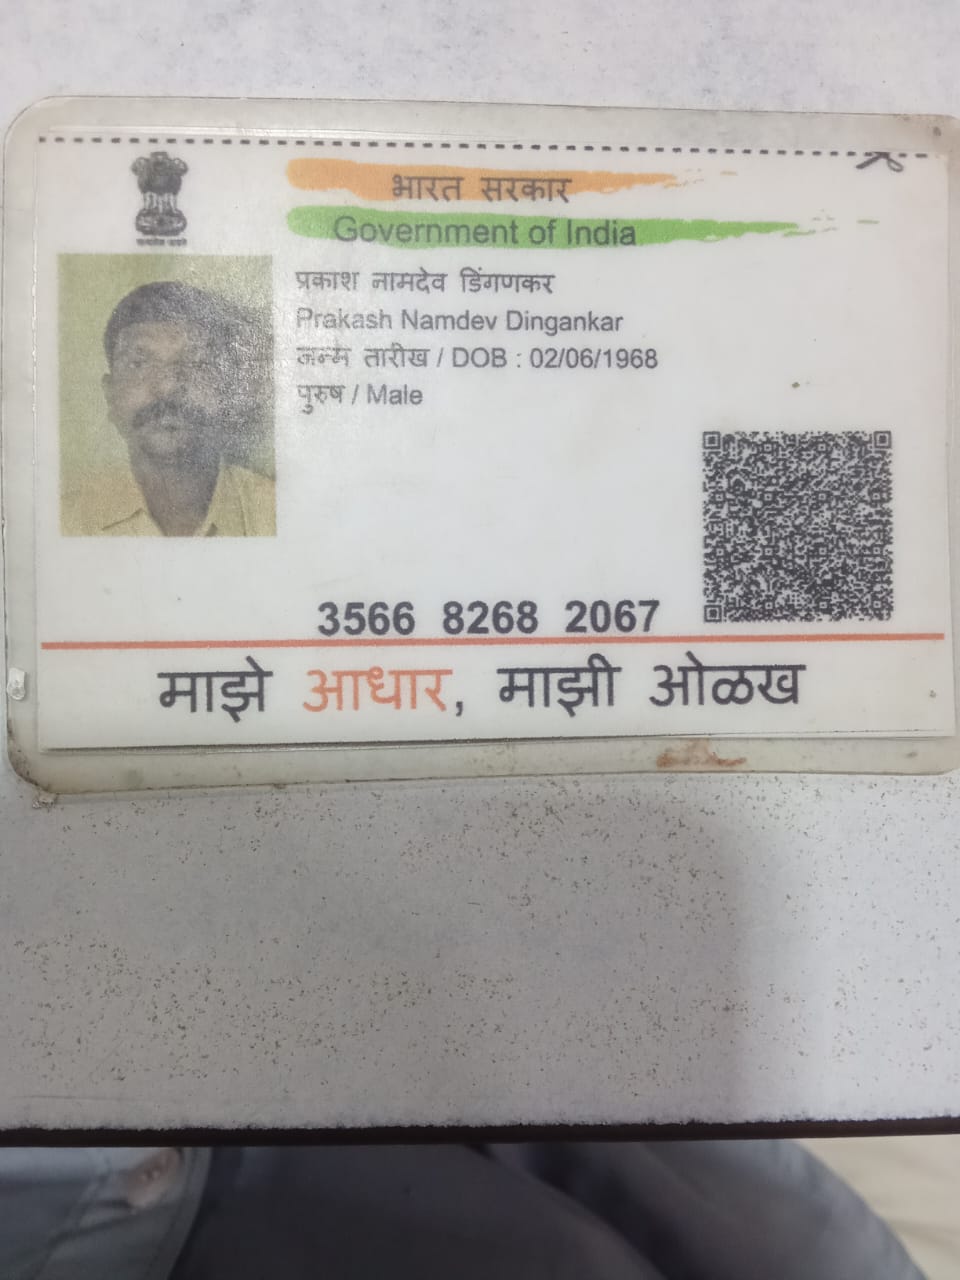 भारत सरकार
Government of India
प्रकाश नामदेव डिंगणकर
Prakash Namdev Dingankar
जन्म तारीख / DOB : 02/06/1968
पुरुष / Male
3566 8268 2067
माझे आधार, माझी ओळख